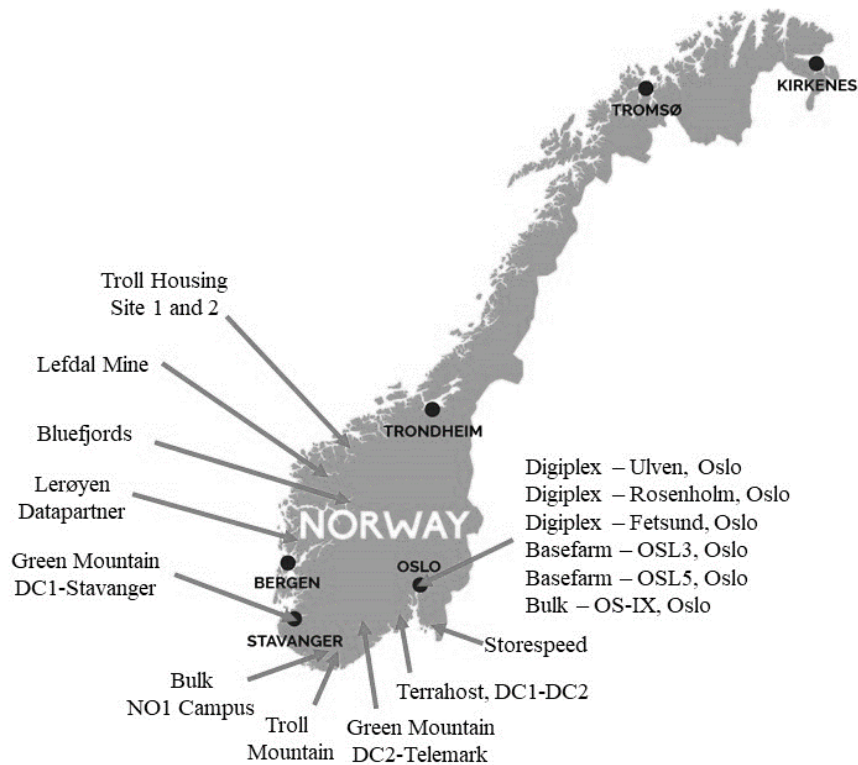 KIRKENES
TROMSØ
Troll Housing
Site 1 and 2
Lefdal Mine
TRONDHEIM
Bluefjords
Lerøyen
Datapartner
NORWAY
Digiplex – Ulven, Oslo
Digiplex – Rosenholm, Oslo
Digiplex – Fetsund, Oslo
Basefarm – OSL3, Oslo
Basefarm – OSL5, Oslo
Bulk – OS-IX, Oslo
Green Mountain
DC1-Stavanger
BERGEN
OSLO
STAVANGER
Storespeed
Bulk
NO1 Campus
Troll
Mountain
Green Mountain
DC2-Telemark
Terrahost, DC1-DC2